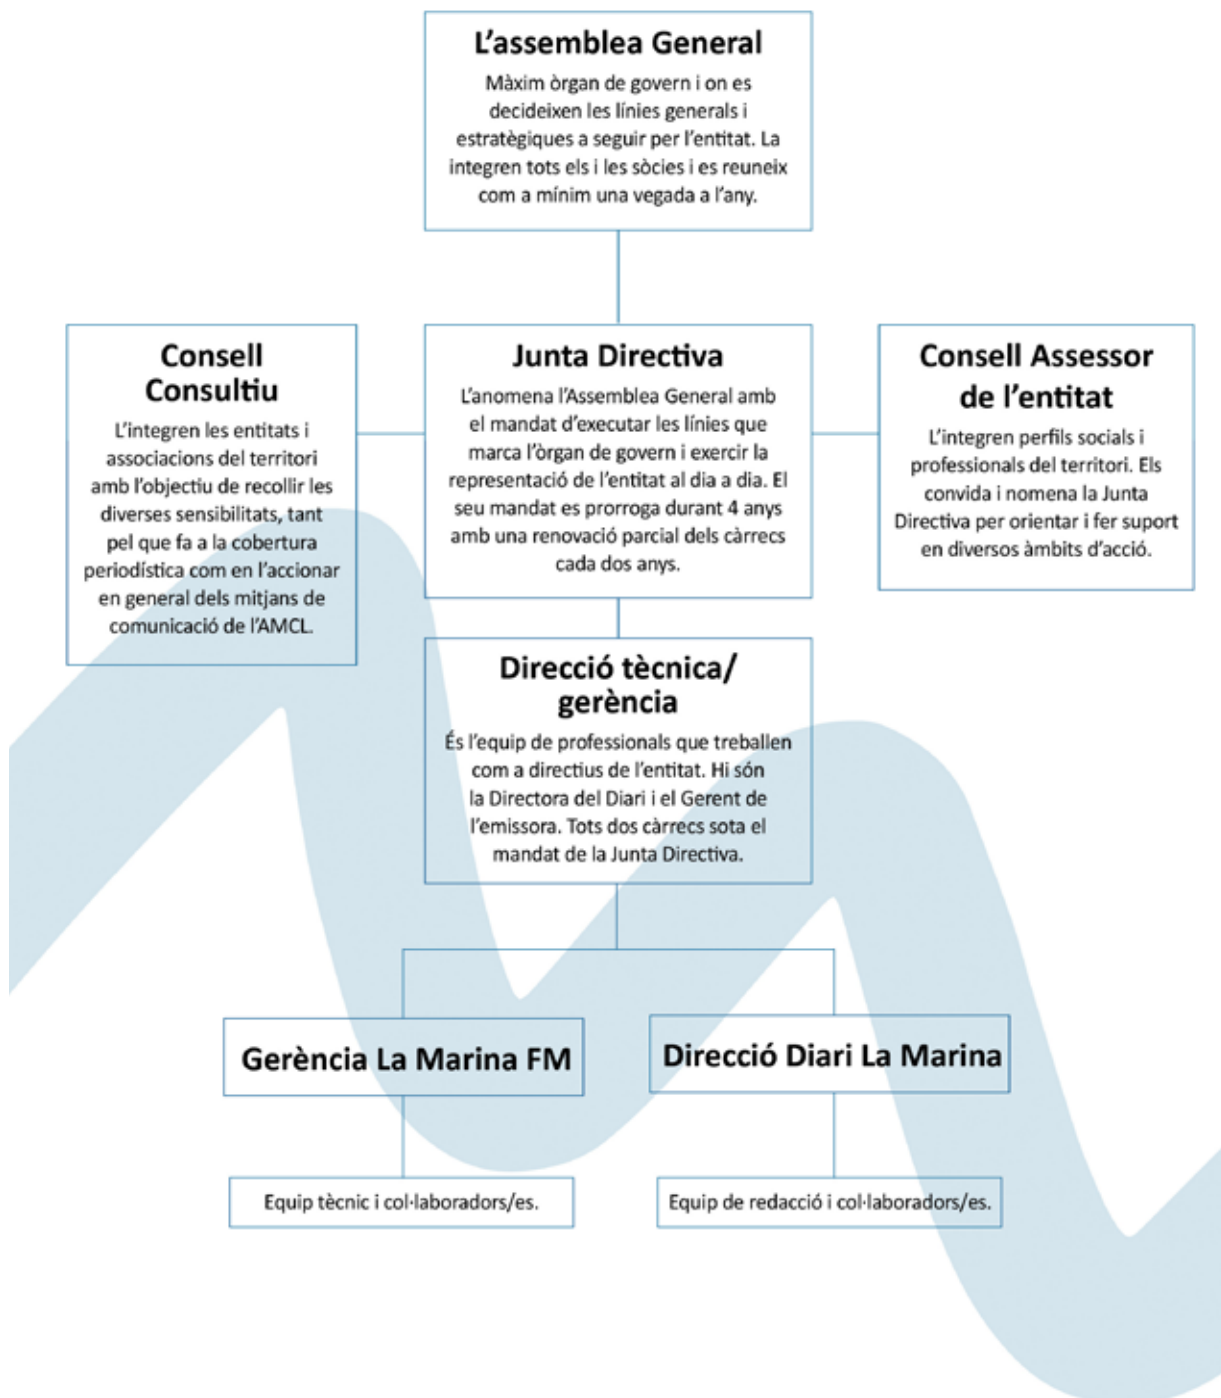 L'assemblea General
Màxim òrgan de govern i on es
decideixen les línies generals i
estratègiques a seguir per l'entitat. La
integren tots els i les sòcies i es reuneix
com a mínim una vegada a l'any.
Consell
Consultiu
L'integren les entitats i
associacions del territori
amb l'objectiu de recollir les
diverses sensibilitats, tant
pel que fa a la cobertura
periodística com en l'accionar
en general dels mitjans de
comunicació de l'AMCL.
Junta Directiva
L'anomena l'Assemblea General amb
el mandat d'executar les línies que
marca l'òrgan de govern i exercir la
representació de l'entitat al dia a dia. El
seu mandat es prorroga durant 4 anys
amb una renovació parcial dels càrrecs
cada dos anys.
Consell Assessor
de l'entitat
L'integren perfils socials i
professionals del territori. Els
convida i nomena la Junta
Directiva per orientar i fer suport
en diversos àmbits d'acció.
Direcció tècnica/
gerència
És l'equip de professionals que treballen
com a directius de l'entitat. Hi són
la Directora del Diari i el Gerent de
l'emissora. Tots dos càrrecs sota el
mandat de la Junta Directiva.
Gerència La Marina FM
Direcció Diari La Marina
Equip tècnic i col·laboradors/es.
Equip de redacció i col·laboradors/es.